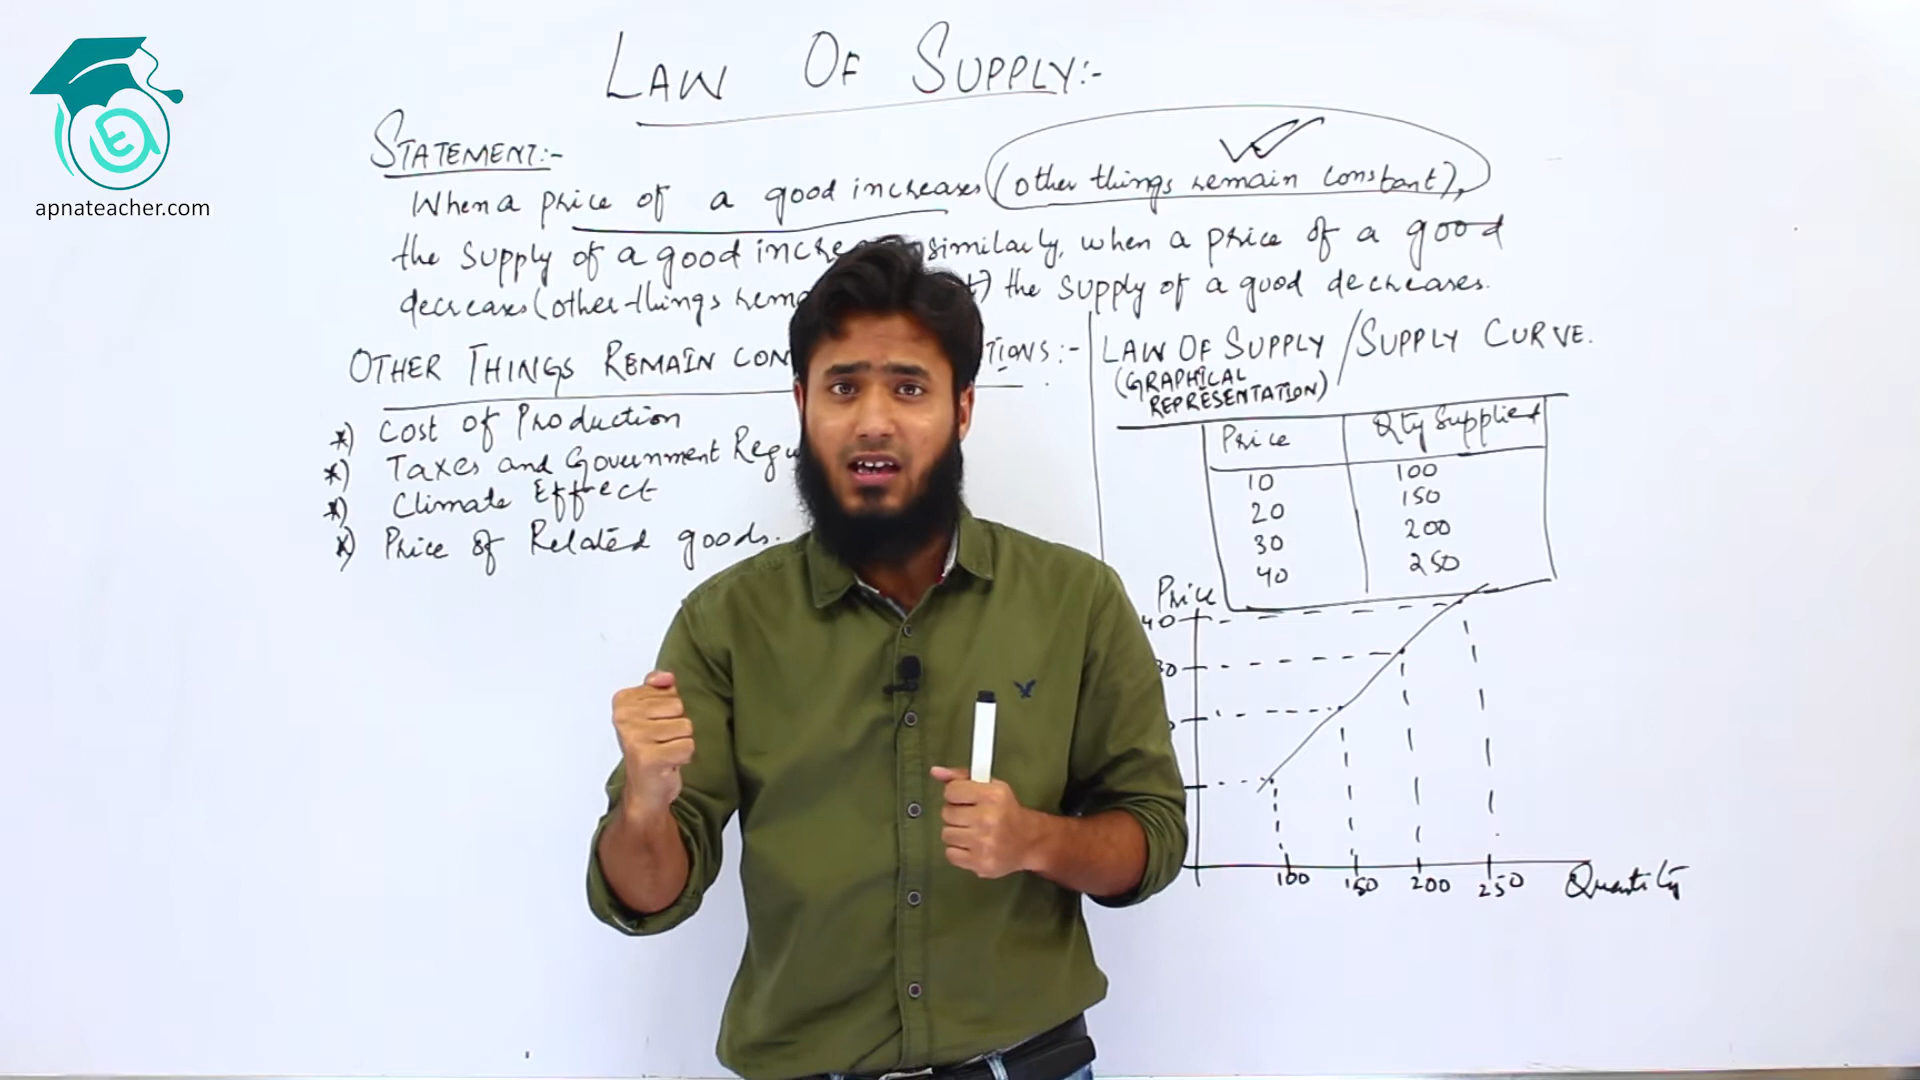 apnateacher.com
LAW OF SUPPLY:-
STATEMENT:-
When a price of a good increases (other things remain constant),
the supply of a good similarly, when a price of a good
decreases (other things the supply of a good decreases.
OTHER THINGS REMAIN
* Cost of Production
* Taxes and Government
* Climate Effect
* Price of Related goods.
LAW OF SUPPLY / SUPPLY CURVE.
(GRAPHICAL
REPRESENTATION)
Price Qty Supplied
10 100
20 150
30 200
40 250
Price
40
100 150 200 250 Quantity